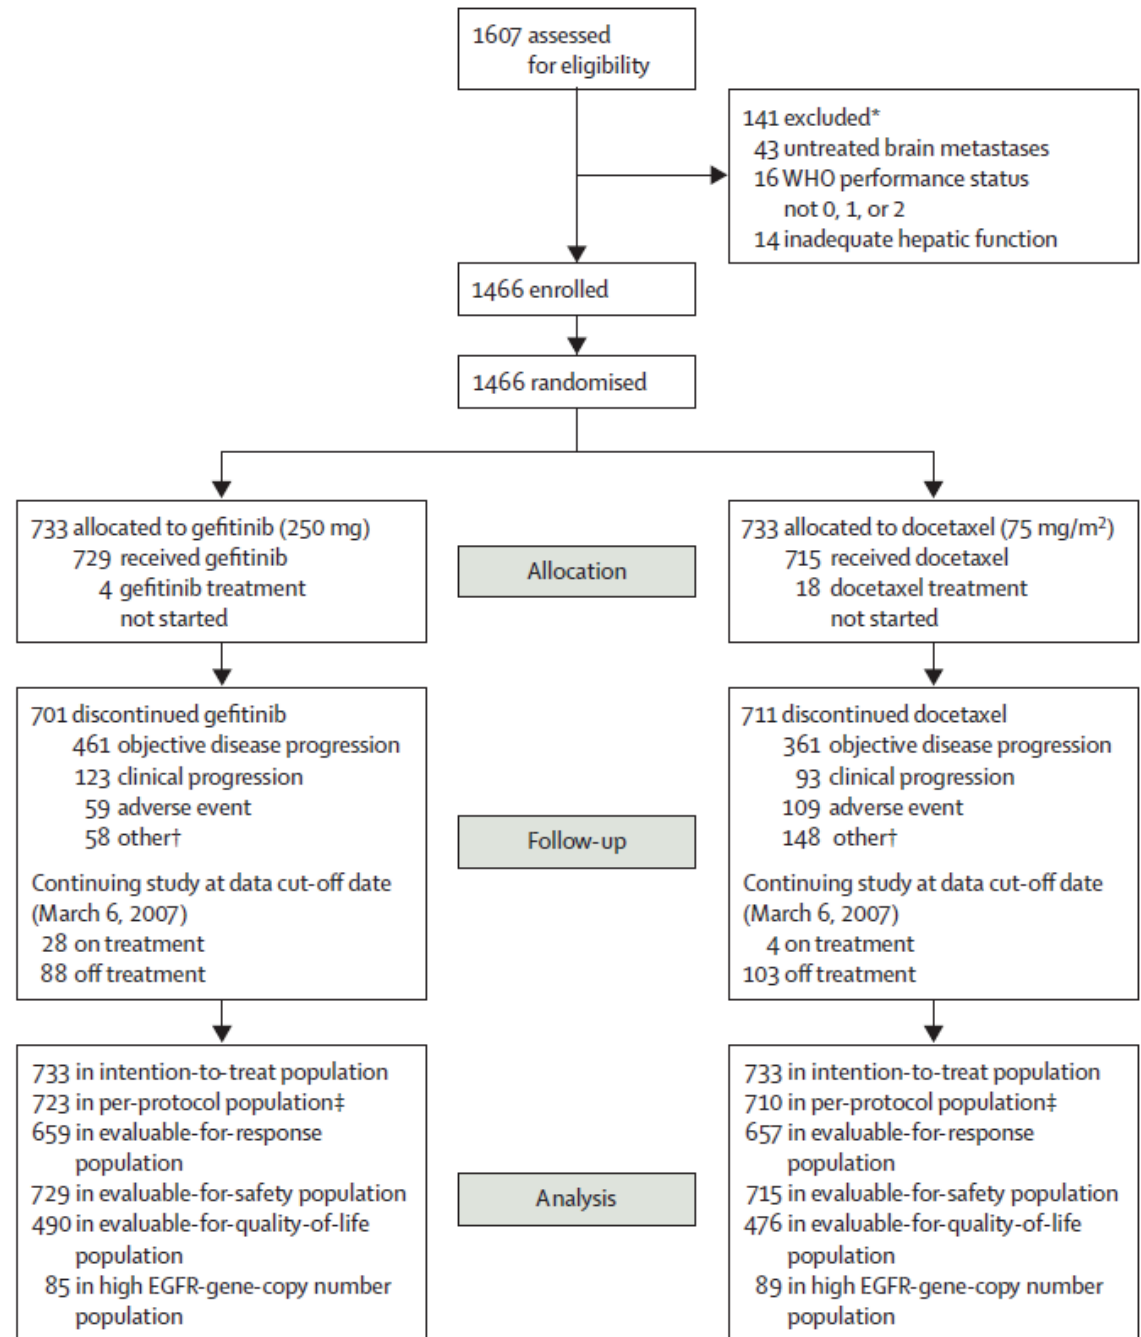 1607 assessed
for eligibility
141 excluded*
43 untreated brain metastases
16 WHO performance status
not 0, 1, or 2
14 inadequate hepatic function
1466 enrolled
1466 randomised
733 allocated to gefitinib (250 mg)
729 received gefitinib
4 gefitinib treatment
not started
Allocation
733 allocated to docetaxel (75 mg/m²)
715 received docetaxel
18 docetaxel treatment
not started
701 discontinued gefitinib
461 objective disease progression
123 clinical progression
59 adverse event
58 other†
Continuing study at data cut-off date
(March 6, 2007)
28 on treatment
88 off treatment
Follow-up
711 discontinued docetaxel
361 objective disease progression
93 clinical progression
109 adverse event
148 other†
Continuing study at data cut-off date
(March 6, 2007)
4 on treatment
103 off treatment
733 in intention-to-treat population
723 in per-protocol population‡
659 in evaluable-for-response
population
729 in evaluable-for-safety population
490 in evaluable-for-quality-of-life
population
85 in high EGFR-gene-copy number
population
Analysis
733 in intention-to-treat population
710 in per-protocol population‡
657 in evaluable-for-response
population
715 in evaluable-for-safety population
476 in evaluable-for-quality-of-life
population
89 in high EGFR-gene-copy number
population